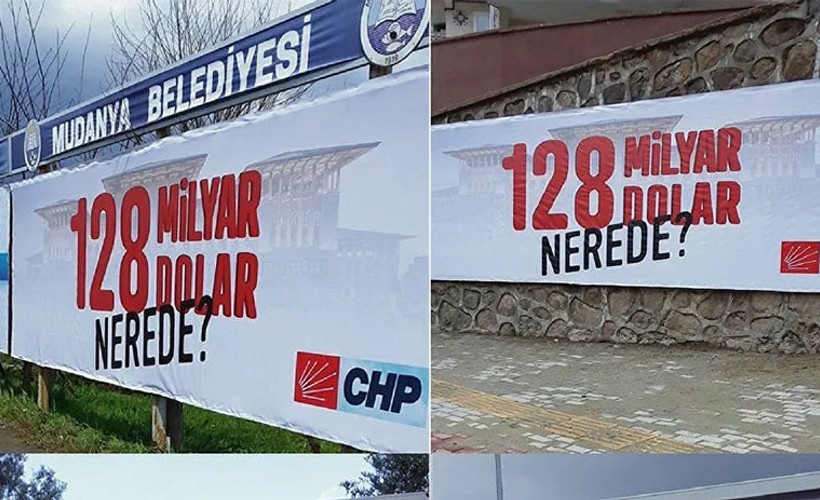 MUDANYA BELEDİYESİ
128 MİLYAR
DOLAR
NEREDE?
CHP
128 MİLYAR
DOLAR
NEREDE?